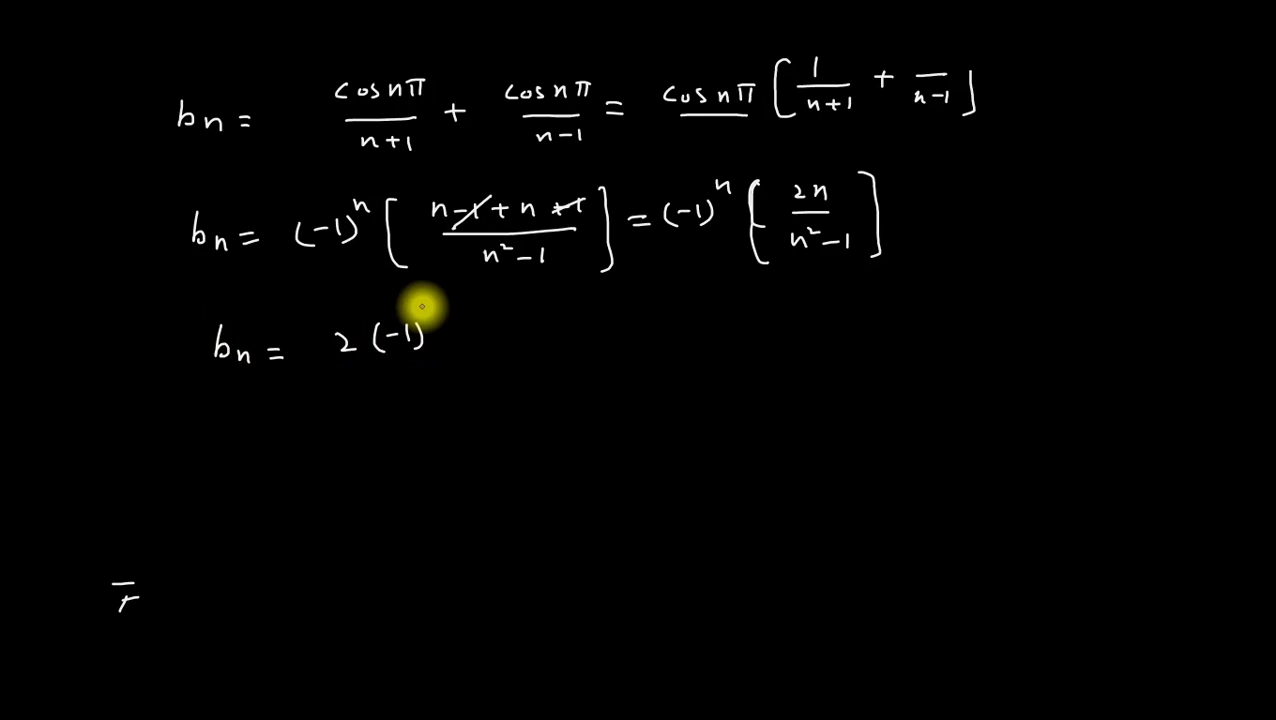 bn = cos nπ/n+1 + cos nπ/n-1 = cos nπ [1/n+1 + /n-1]
bn = (-1)^n [n-1+n+1/n²-1] = (-1)^n [2n/n²-1]
bn = 2 (-1)